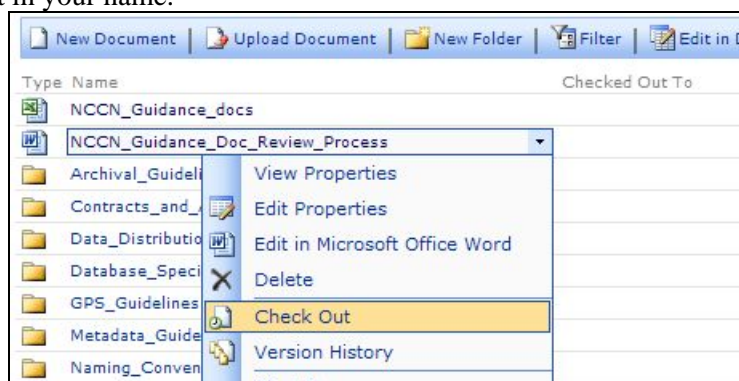 in your name.
New Document | Upload Document | New Folder | Filter | Edit in
Type Name Checked Out To
NCCN_Guidance_docs
NCCN_Guidance_Doc_Review_Process
Archival_Guideli View Properties
Contracts_and_ Edit Properties
Data_Distributio Edit in Microsoft Office Word
Database_Speci Delete
GPS_Guidelines Check Out
Metadata_Guide Version History
Naming_Conven